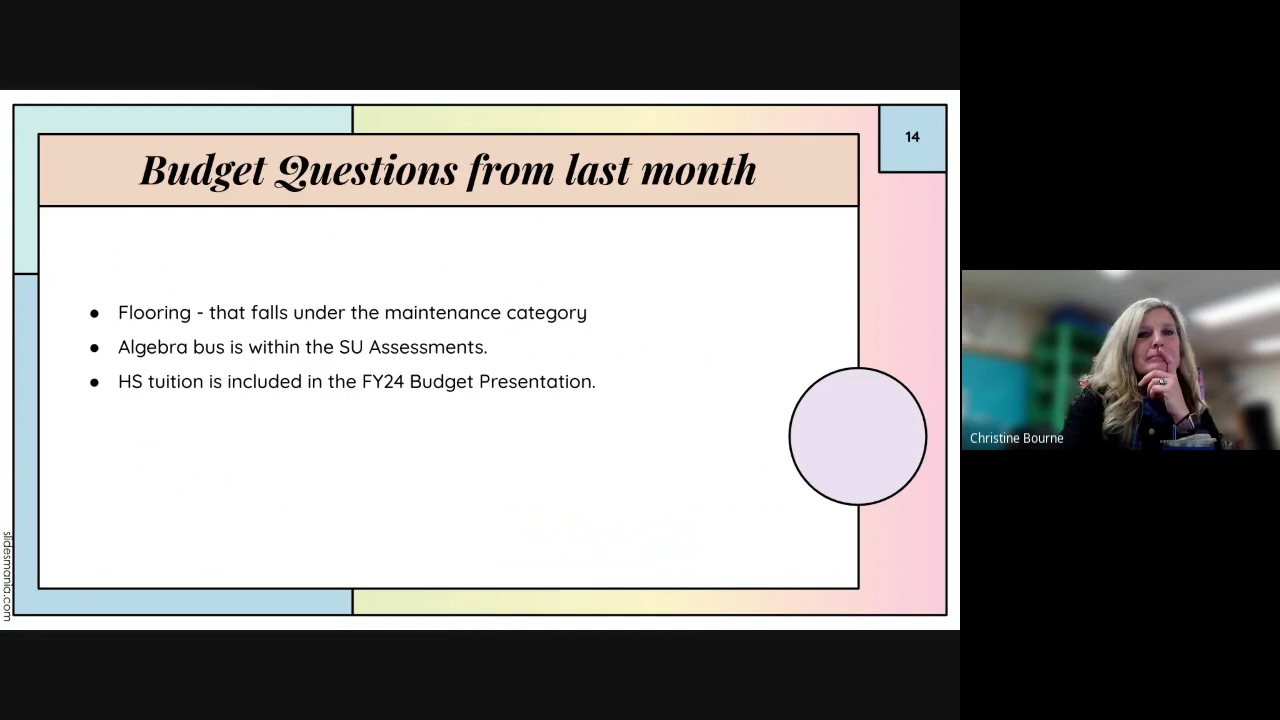 14
Budget Questions from last month
● Flooring - that falls under the maintenance category
● Algebra bus is within the SU Assessments.
● HS tuition is included in the FY24 Budget Presentation.
slidesmania.com
Christine Bourne